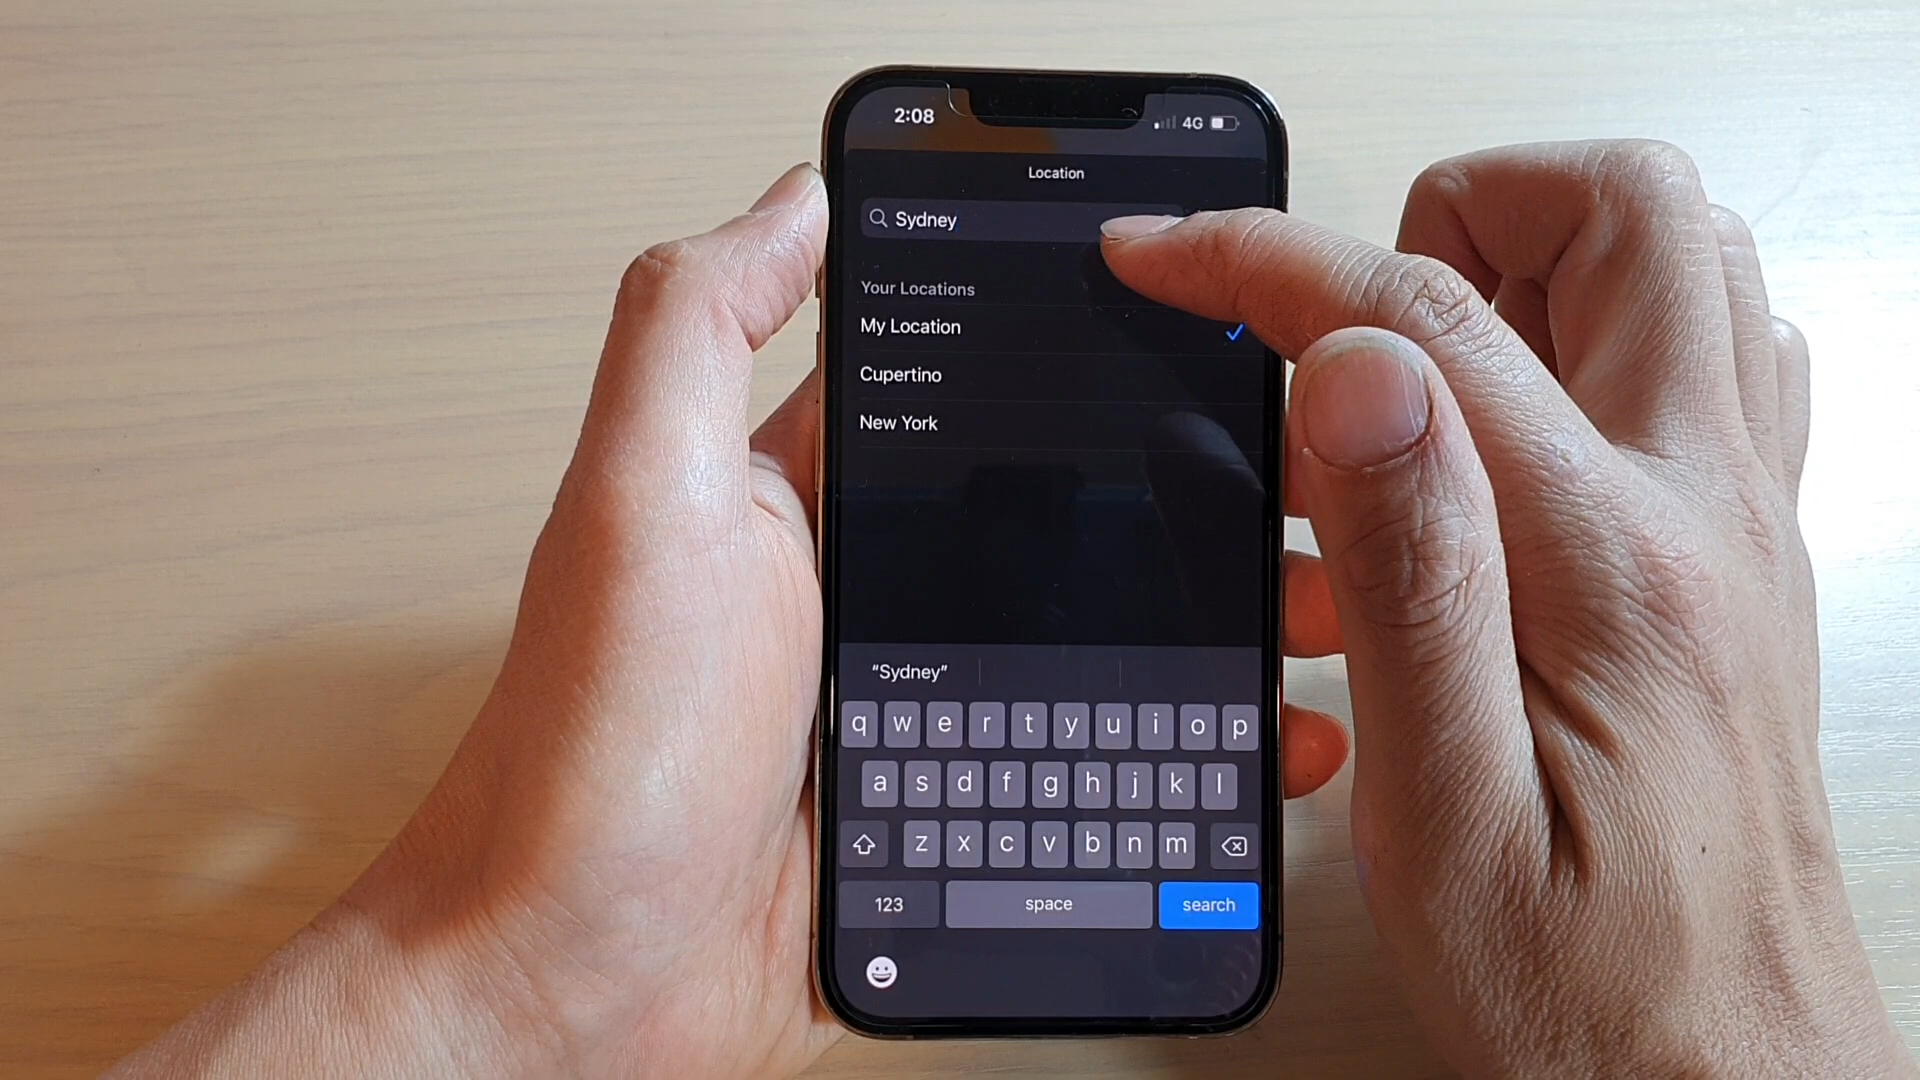 2:08
4G
Location
Sydney
Your Locations
My Location
Cupertino
New York
“Sydney”
q w e r t y u i o p
a s d f g h j k l
z x c v b n m
123 space search